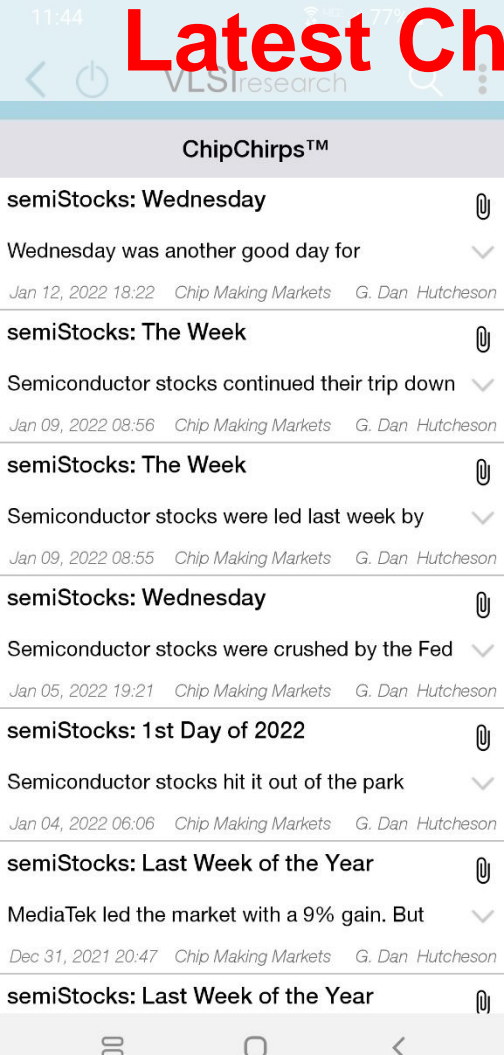 11:44
77%
Latest Ch
VLSIresearch
ChipChirps™
semiStocks: Wednesday
Wednesday was another good day for
Jan 12, 2022 18:22 Chip Making Markets G. Dan Hutcheson
semiStocks: The Week
Semiconductor stocks continued their trip down
Jan 09, 2022 08:56 Chip Making Markets G. Dan Hutcheson
semiStocks: The Week
Semiconductor stocks were led last week by
Jan 09, 2022 08:55 Chip Making Markets G. Dan Hutcheson
semiStocks: Wednesday
Semiconductor stocks were crushed by the Fed
Jan 05, 2022 19:21 Chip Making Markets G. Dan Hutcheson
semiStocks: 1st Day of 2022
Semiconductor stocks hit it out of the park
Jan 04, 2022 06:06 Chip Making Markets G. Dan Hutcheson
semiStocks: Last Week of the Year
MediaTek led the market with a 9% gain. But
Dec 31, 2021 20:47 Chip Making Markets G. Dan Hutcheson
semiStocks: Last Week of the Year